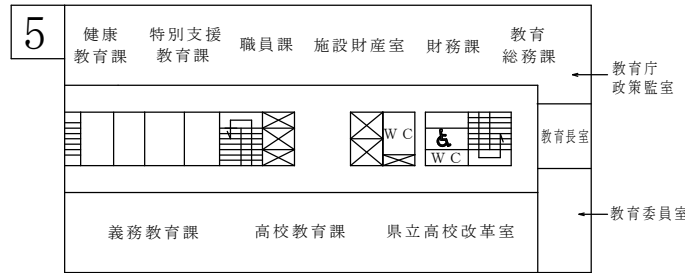 5
健康
教育課
特別支援
教育課
職員課
施設財産室
財務課
教育
総務課
教育庁
政策監室
WC
WC
教育長室
教育委員室
義務教育課
高校教育課
県立高校改革室